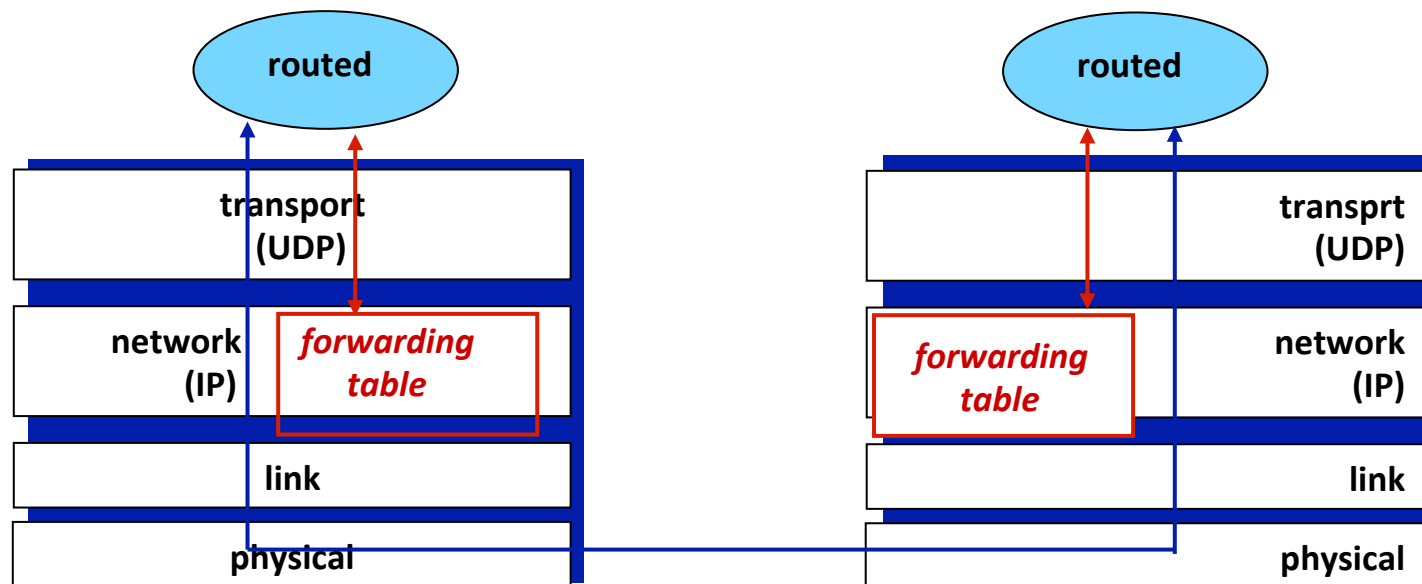 routed
transport
(UDP)
network
(IP)
forwarding
table
link
physical
routed
transprt
(UDP)
forwarding
table
network
(IP)
link
physical